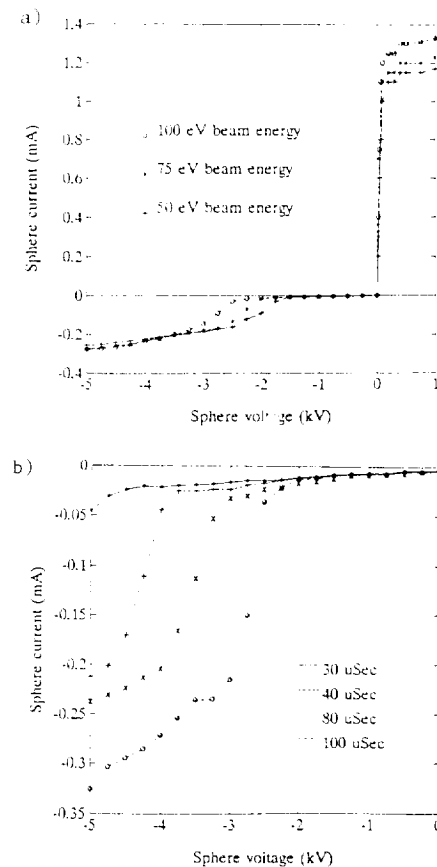 a)
1.4
1.2
1
0.8
0.6
0.4
0.2
0
-0.2
-0.4
Sphere current (mA)
100 eV beam energy
75 eV beam energy
50 eV beam energy
-5 -4 -3 -2 -1 0 1
Sphere voltage (kV)
b)
0
-0.05
-0.1
-0.15
-0.2
-0.25
-0.3
-0.35
Sphere current (mA)
30 uSec
40 uSec
80 uSec
100 uSec
-5 -4 -3 -2 -1 0
Sphere voltage (kV)